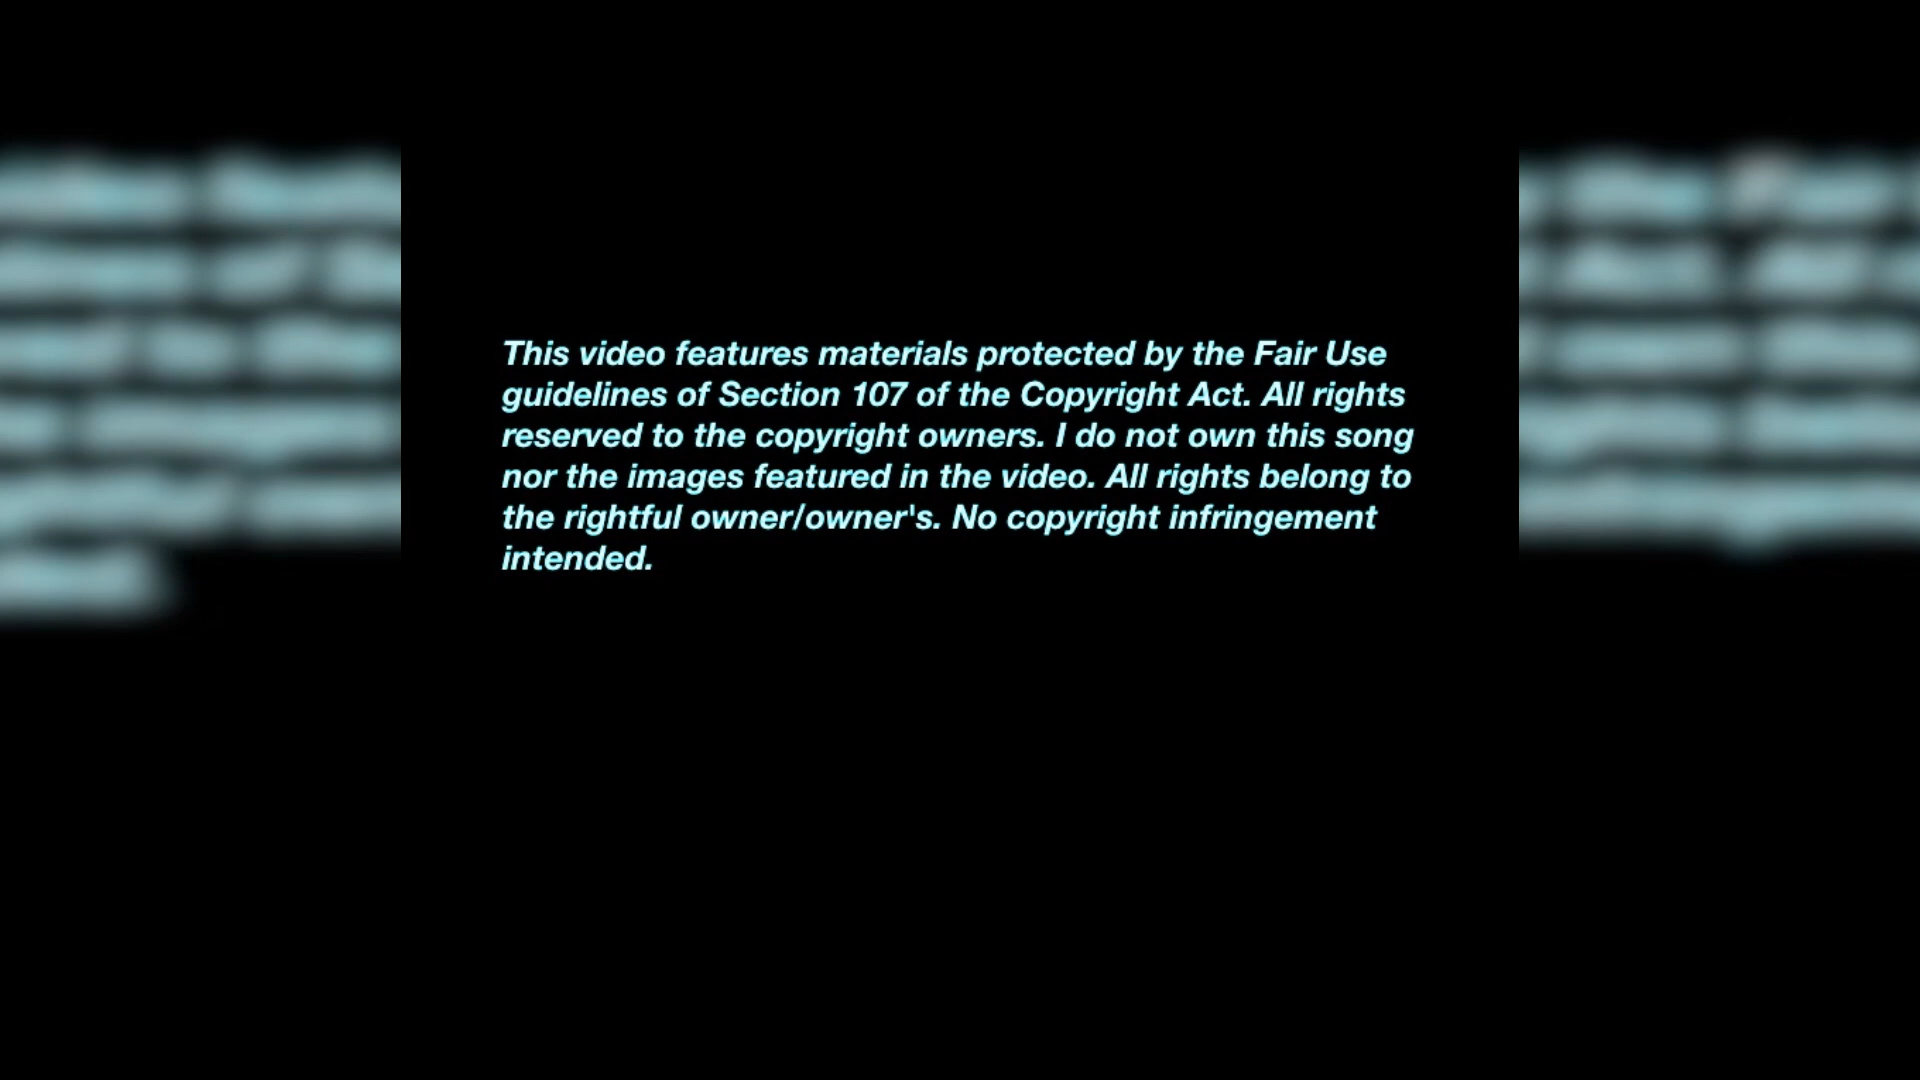 This video features materials protected by the Fair Use
guidelines of Section 107 of the Copyright Act. All rights
reserved to the copyright owners. I do not own this song
nor the images featured in the video. All rights belong to
the rightful owner/owner's. No copyright infringement
intended.